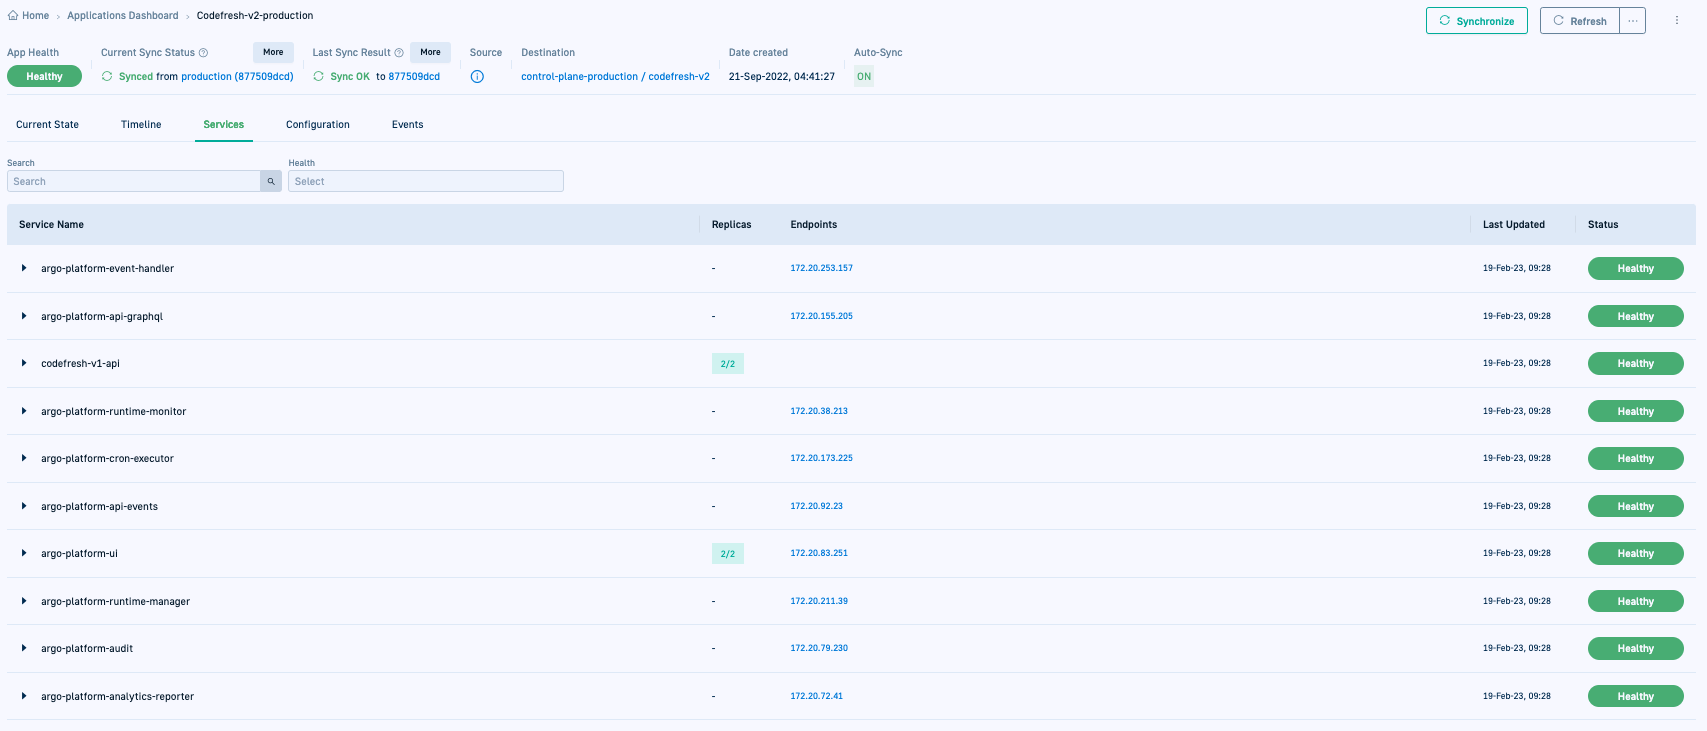 Home › Applications Dashboard › Codefresh-v2-production
Synchronize Refresh ...
App Health Current Sync Status More Last Sync Result More Source Destination Date created Auto-Sync
Healthy Synced from production (877509dcd) Sync OK to 877509dcd control-plane-production / codefresh-v2 21-Sep-2022, 04:41:27 ON
Current State Timeline Services Configuration Events
Search Health
Search Select
Service Name Replicas Endpoints Last Updated Status
argo-platform-event-handler - 172.20.253.157 19-Feb-23, 09:28 Healthy
argo-platform-api-graphql - 172.20.155.205 19-Feb-23, 09:28 Healthy
codefresh-v1-api 2/2 19-Feb-23, 09:28 Healthy
argo-platform-runtime-monitor - 172.20.38.213 19-Feb-23, 09:28 Healthy
argo-platform-cron-executor - 172.20.173.225 19-Feb-23, 09:28 Healthy
argo-platform-api-events - 172.20.92.23 19-Feb-23, 09:28 Healthy
argo-platform-ui 2/2 172.20.83.251 19-Feb-23, 09:28 Healthy
argo-platform-runtime-manager - 172.20.211.39 19-Feb-23, 09:28 Healthy
argo-platform-audit - 172.20.79.230 19-Feb-23, 09:28 Healthy
argo-platform-analytics-reporter - 172.20.72.41 19-Feb-23, 09:28 Healthy